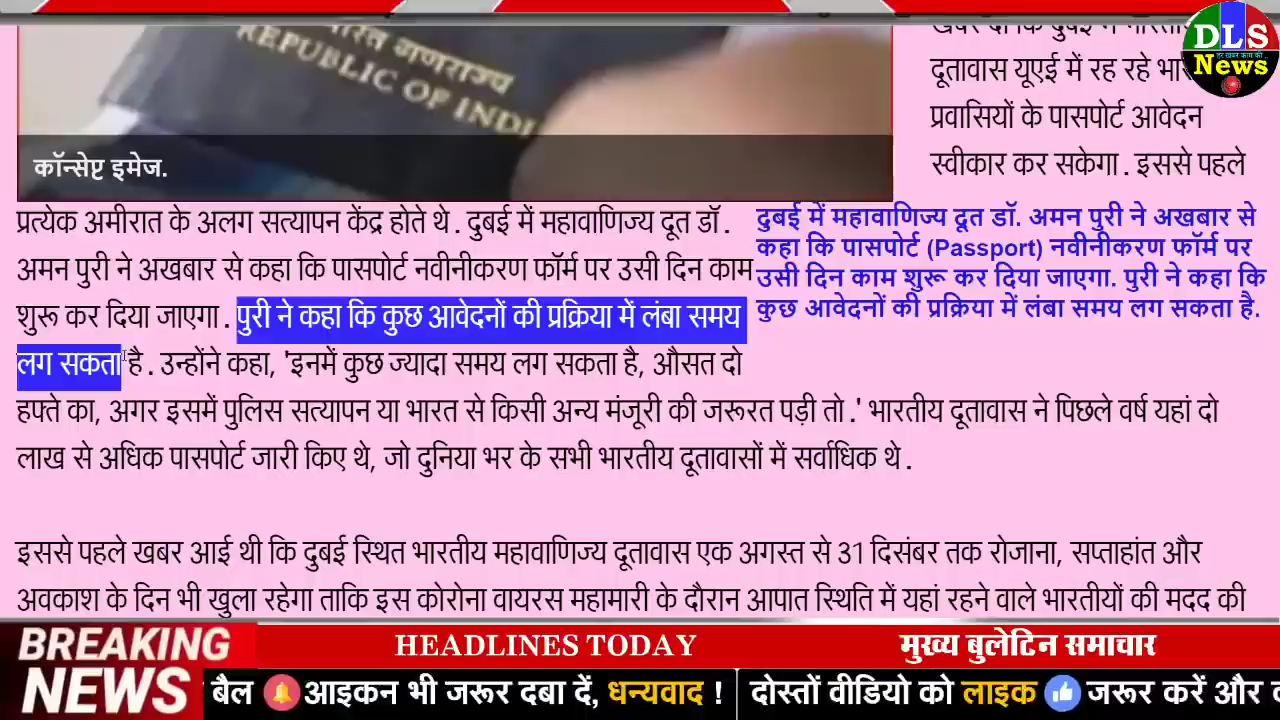 भारत गणराज्य
REPUBLIC OF INDI
कॉन्सेप्ट इमेज.
DLS
हर खबर काम की..
News
खबर दी कि दुबई में
दूतावास यूएई में रह रहे
प्रवासियों के पासपोर्ट आवेदन
स्वीकार कर सकेगा. इससे पहले
प्रत्येक अमीरात के अलग सत्यापन केंद्र होते थे. दुबई में महावाणिज्य दूत डॉ.
अमन पुरी ने अखबार से कहा कि पासपोर्ट नवीनीकरण फॉर्म पर उसी दिन काम
शुरू कर दिया जाएगा. पुरी ने कहा कि कुछ आवेदनों की प्रक्रिया में लंबा समय
लग सकता है. उन्होंने कहा, 'इनमें कुछ ज्यादा समय लग सकता है, औसत दो
दुबई में महावाणिज्य दूत डॉ. अमन पुरी ने अखबार से
कहा कि पासपोर्ट (Passport) नवीनीकरण फॉर्म पर
उसी दिन काम शुरू कर दिया जाएगा. पुरी ने कहा कि
कुछ आवेदनों की प्रक्रिया में लंबा समय लग सकता है.
हफ्ते का, अगर इसमें पुलिस सत्यापन या भारत से किसी अन्य मंजूरी की जरूरत पड़ी तो.' भारतीय दूतावास ने पिछले वर्ष यहां दो
लाख से अधिक पासपोर्ट जारी किए थे, जो दुनिया भर के सभी भारतीय दूतावासों में सर्वाधिक थे.
इससे पहले खबर आई थी कि दुबई स्थित भारतीय महावाणिज्य दूतावास एक अगस्त से 31 दिसंबर तक रोजाना, सप्ताहांत और
अवकाश के दिन भी खुला रहेगा ताकि इस कोरोना वायरस महामारी के दौरान आपात स्थिति में यहां रहने वाले भारतीयों की मदद की
BREAKING
NEWS
HEADLINES TODAY मुख्य बुलेटिन समाचार
बैल आइकन भी जरूर दबा दें, धन्यवाद ! दोस्तों वीडियो को लाइक जरूर करें और